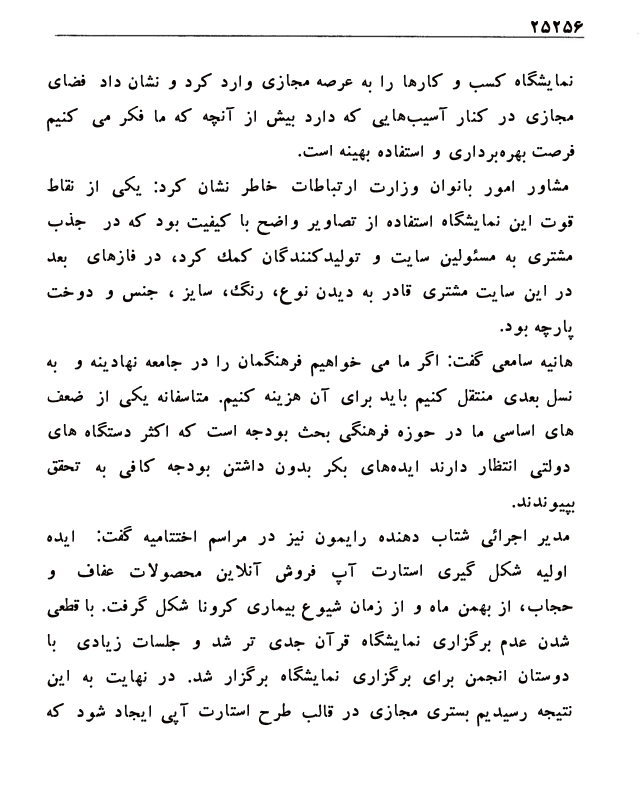 ۲۵۲۵۶
نمایشگاه کسب و کارها را به عرصه مجازی وارد کرد و نشان داد فضای
مجازی در کنار آسیب‌هایی که دارد بیش از آنچه که ما فکر می کنیم
فرصت بهره‌برداری و استفاده بهینه است.
مشاور امور بانوان وزارت ارتباطات خاطر نشان کرد: یکی از نقاط
قوت این نمایشگاه استفاده از تصاویر واضح با کیفیت بود که در جذب
مشتری به مسئولین سایت و تولیدکنندگان کمک کرد، در فازهای بعد
در این سایت مشتری قادر به دیدن نوع، رنگ، سایز ، جنس و دوخت
پارچه بود.
هانیه سامعی گفت: اگر ما می خواهیم فرهنگمان را در جامعه نهادینه و به
نسل بعدی منتقل کنیم باید برای آن هزینه کنیم. متاسفانه یکی از ضعف
های اساسی ما در حوزه فرهنگی بحث بودجه است که اکثر دستگاه های
دولتی انتظار دارند ایده‌های بکر بدون داشتن بودجه کافی به تحقق
بپیوندند.
مدیر اجرائی شتاب دهنده رایمون نیز در مراسم اختتامیه گفت: ایده
اولیه شکل گیری استارت آپ فروش آنلاین محصولات عفاف و
حجاب، از بهمن ماه و از زمان شیوع بیماری کرونا شکل گرفت. با قطعی
شدن عدم برگزاری نمایشگاه قرآن جدی تر شد و جلسات زیادی با
دوستان انجمن برای برگزاری نمایشگاه برگزار شد. در نهایت به این
نتیجه رسیدیم بستری مجازی در قالب طرح استارت آپی ایجاد شود که